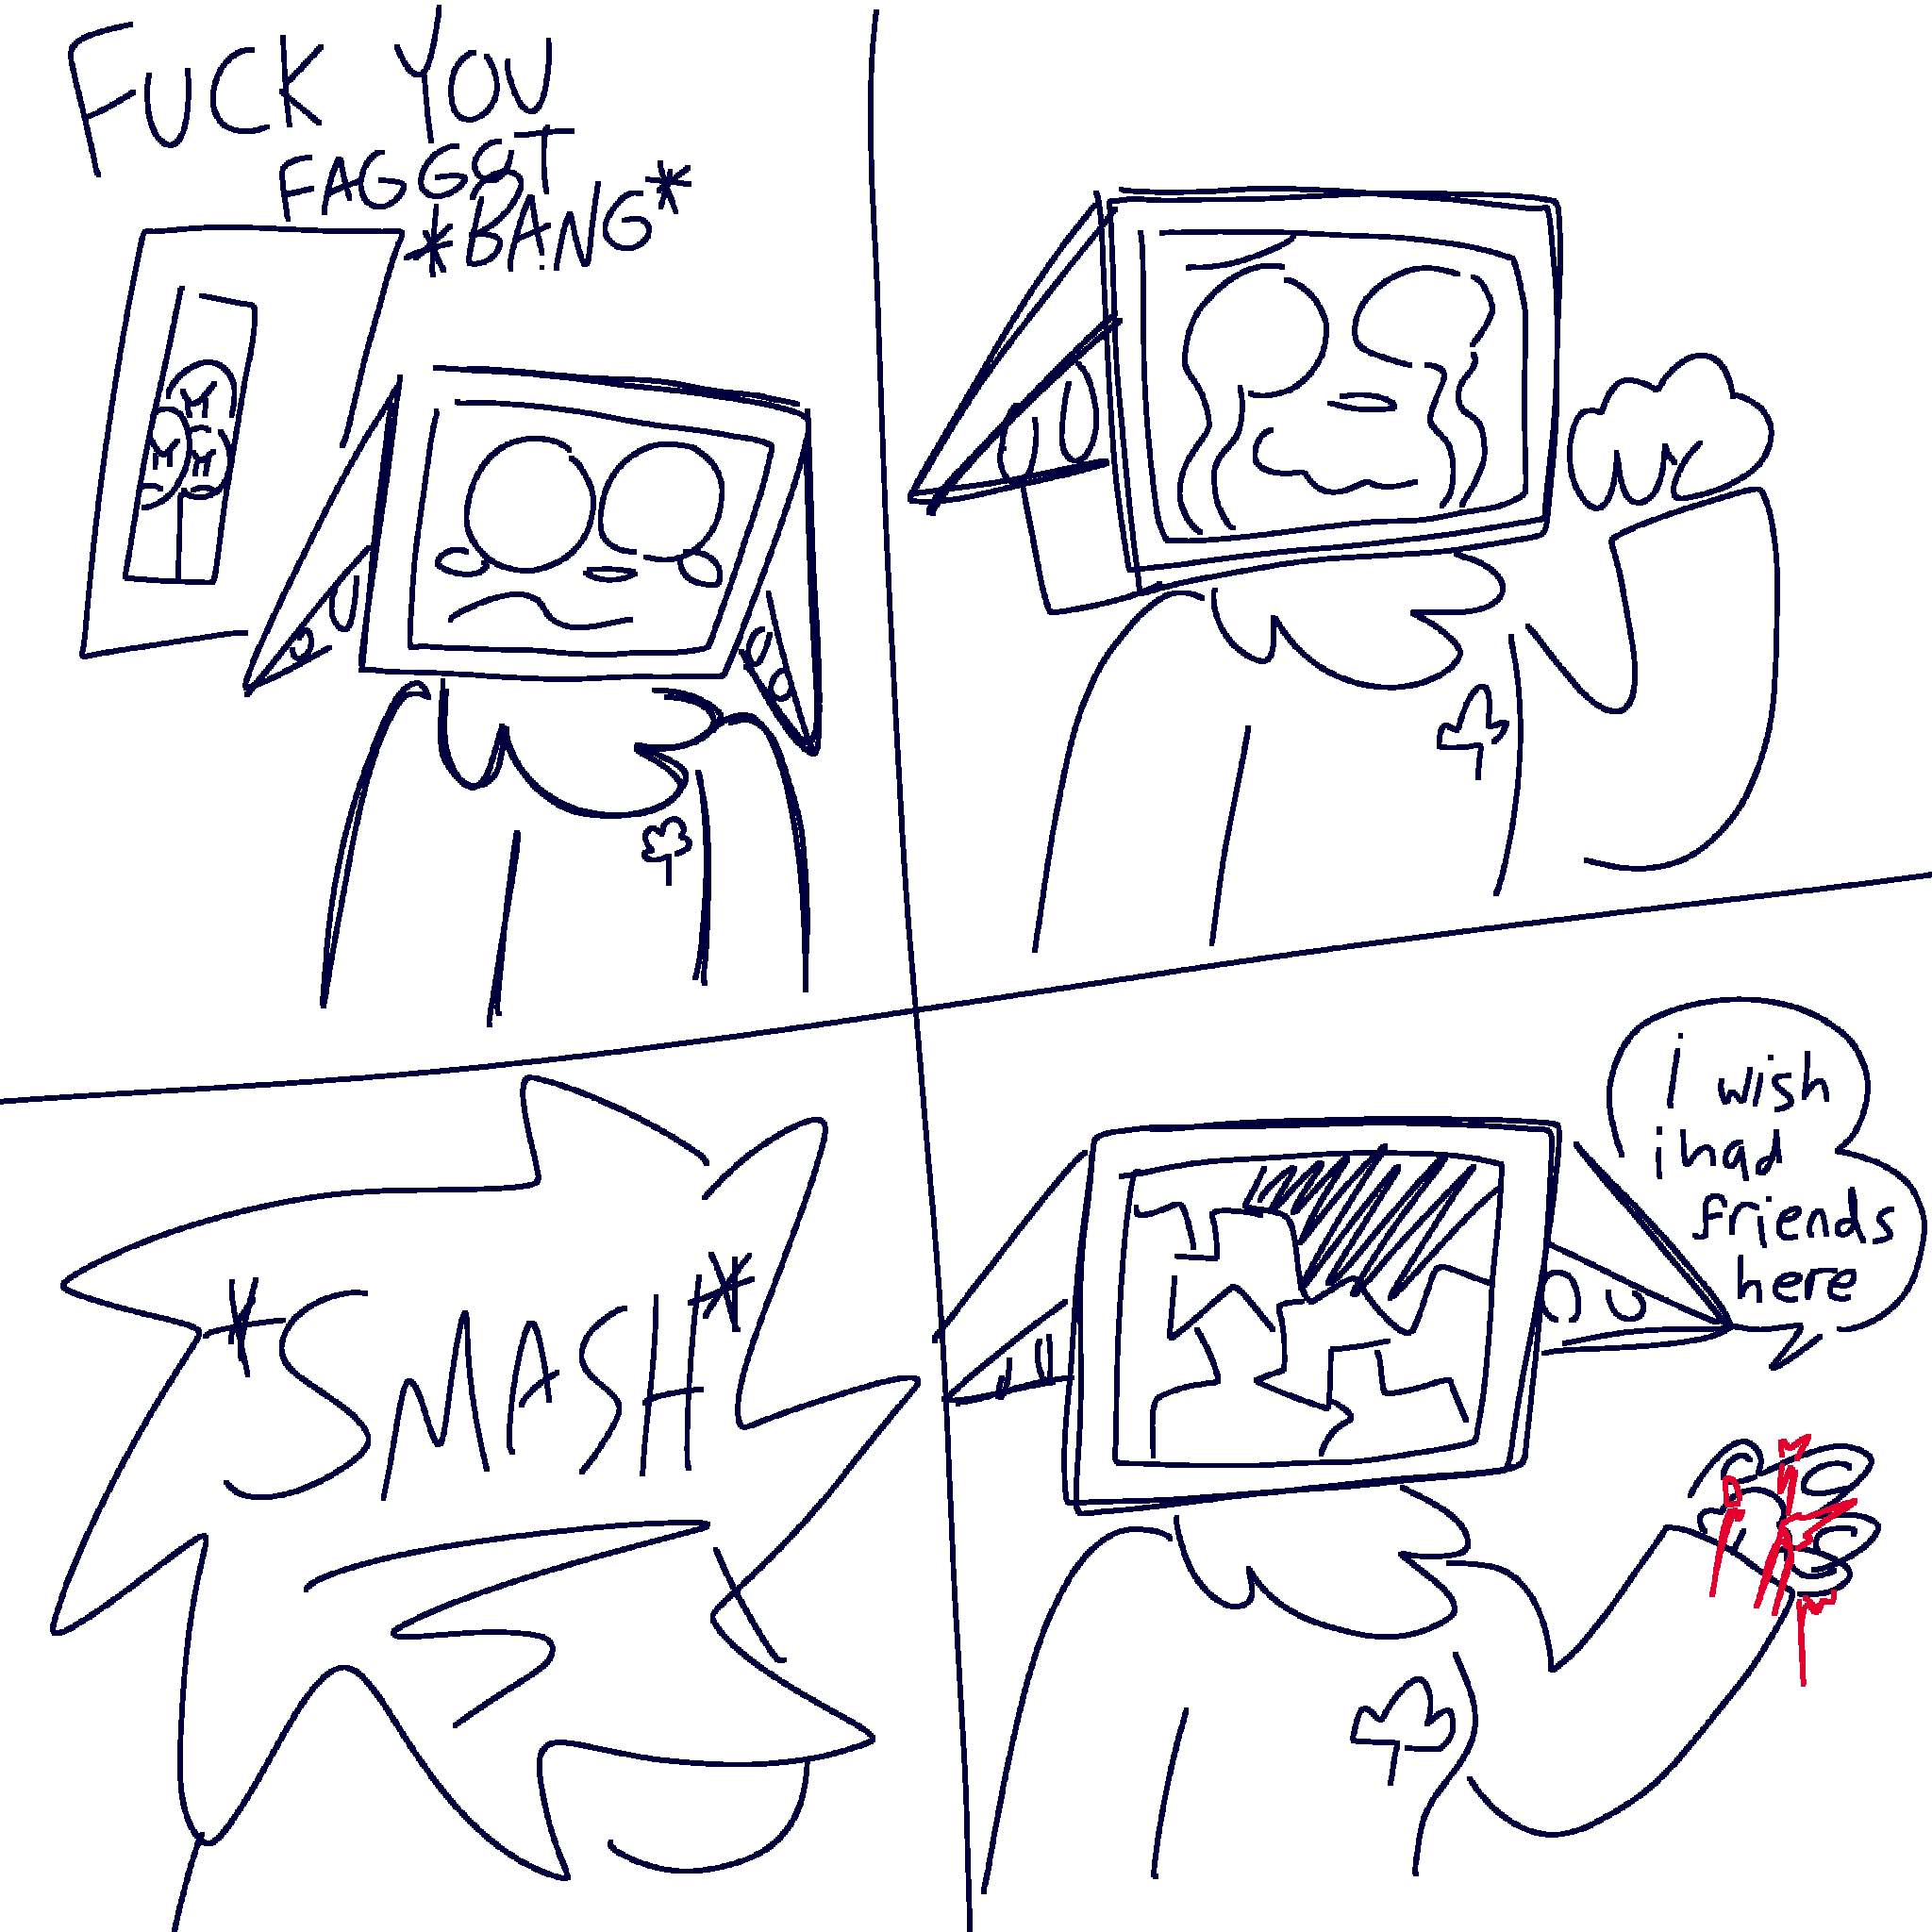 FUCK YOU
FAGGOT
*BANG*
*SMASH*
i wish
i had
friends
here